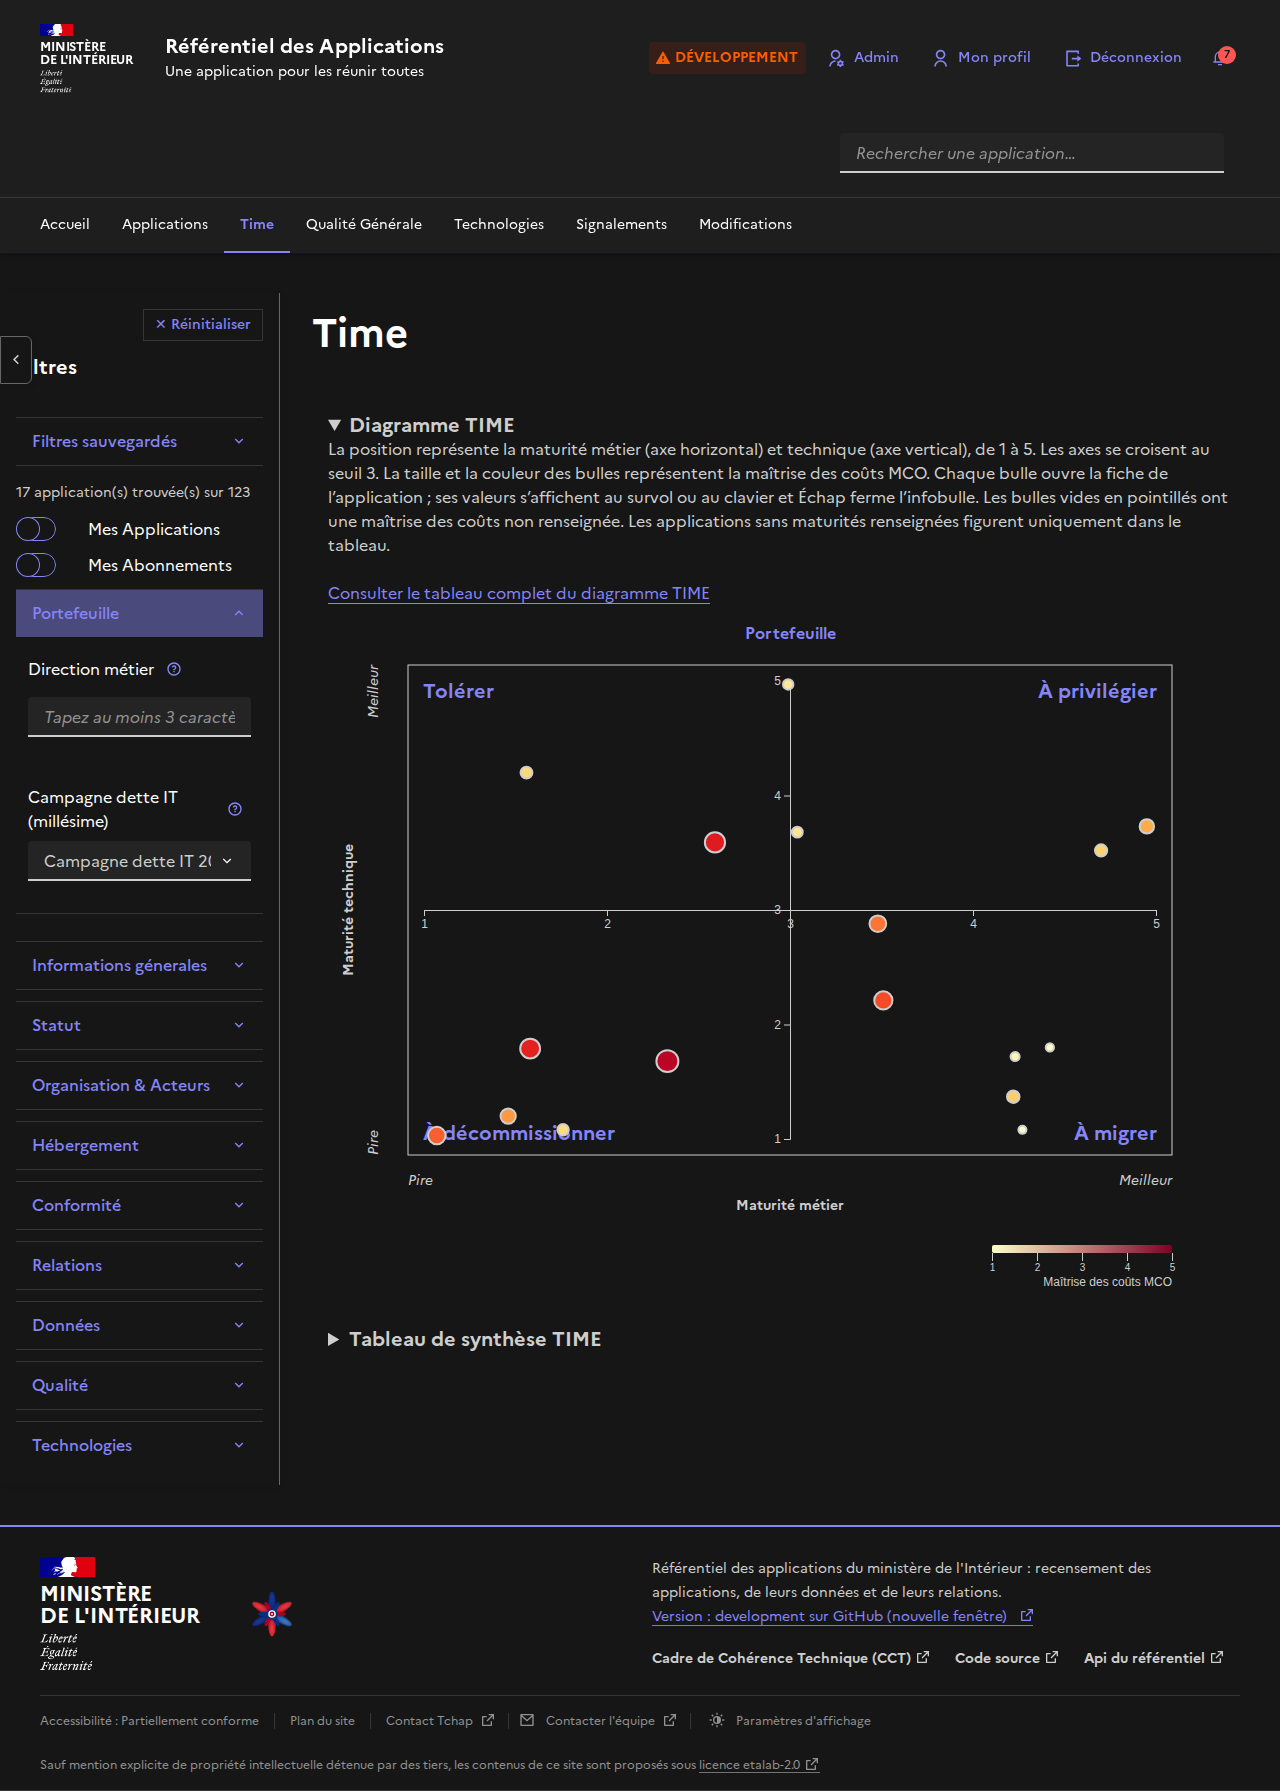 MINISTÈRE
DE L'INTÉRIEUR
Liberté
Égalité
Fraternité
Référentiel des Applications
Une application pour les réunir toutes
DÉVELOPPEMENT
Admin
Mon profil
Déconnexion
7
Rechercher une application...
Accueil
Applications
Time
Qualité Générale
Technologies
Signalements
Modifications
✕ Réinitialiser
ltres
Filtres sauvegardés
17 application(s) trouvée(s) sur 123
Mes Applications
Mes Abonnements
Portefeuille
Direction métier
Tapez au moins 3 caractè
Campagne dette IT
(millésime)
Campagne dette IT 20
Informations génerales
Statut
Organisation & Acteurs
Hébergement
Conformité
Relations
Données
Qualité
Technologies
Time
Diagramme TIME
La position représente la maturité métier (axe horizontal) et technique (axe vertical), de 1 à 5. Les axes se croisent au
seuil 3. La taille et la couleur des bulles représentent la maîtrise des coûts MCO. Chaque bulle ouvre la fiche de
l’application ; ses valeurs s’affichent au survol ou au clavier et Échap ferme l’infobulle. Les bulles vides en pointillés ont
une maîtrise des coûts non renseignée. Les applications sans maturités renseignées figurent uniquement dans le
tableau.
Consulter le tableau complet du diagramme TIME
Portefeuille
Meilleur
Tolérer
5
À privilégier
4
Maturité technique
3
1
2
3
4
5
2
Pire
À décommissionner
1
À migrer
Pire
Meilleur
Maturité métier
1
2
3
4
5
Maîtrise des coûts MCO
Tableau de synthèse TIME
MINISTÈRE
DE L'INTÉRIEUR
Liberté
Égalité
Fraternité
Référentiel des applications du ministère de l'Intérieur : recensement des
applications, de leurs données et de leurs relations.
Version : development sur GitHub (nouvelle fenêtre)
Cadre de Cohérence Technique (CCT)
Code source
Api du référentiel
Accessibilité : Partiellement conforme
Plan du site
Contact Tchap
Contacter l'équipe
Paramètres d'affichage
Sauf mention explicite de propriété intellectuelle détenue par des tiers, les contenus de ce site sont proposés sous licence etalab-2.0